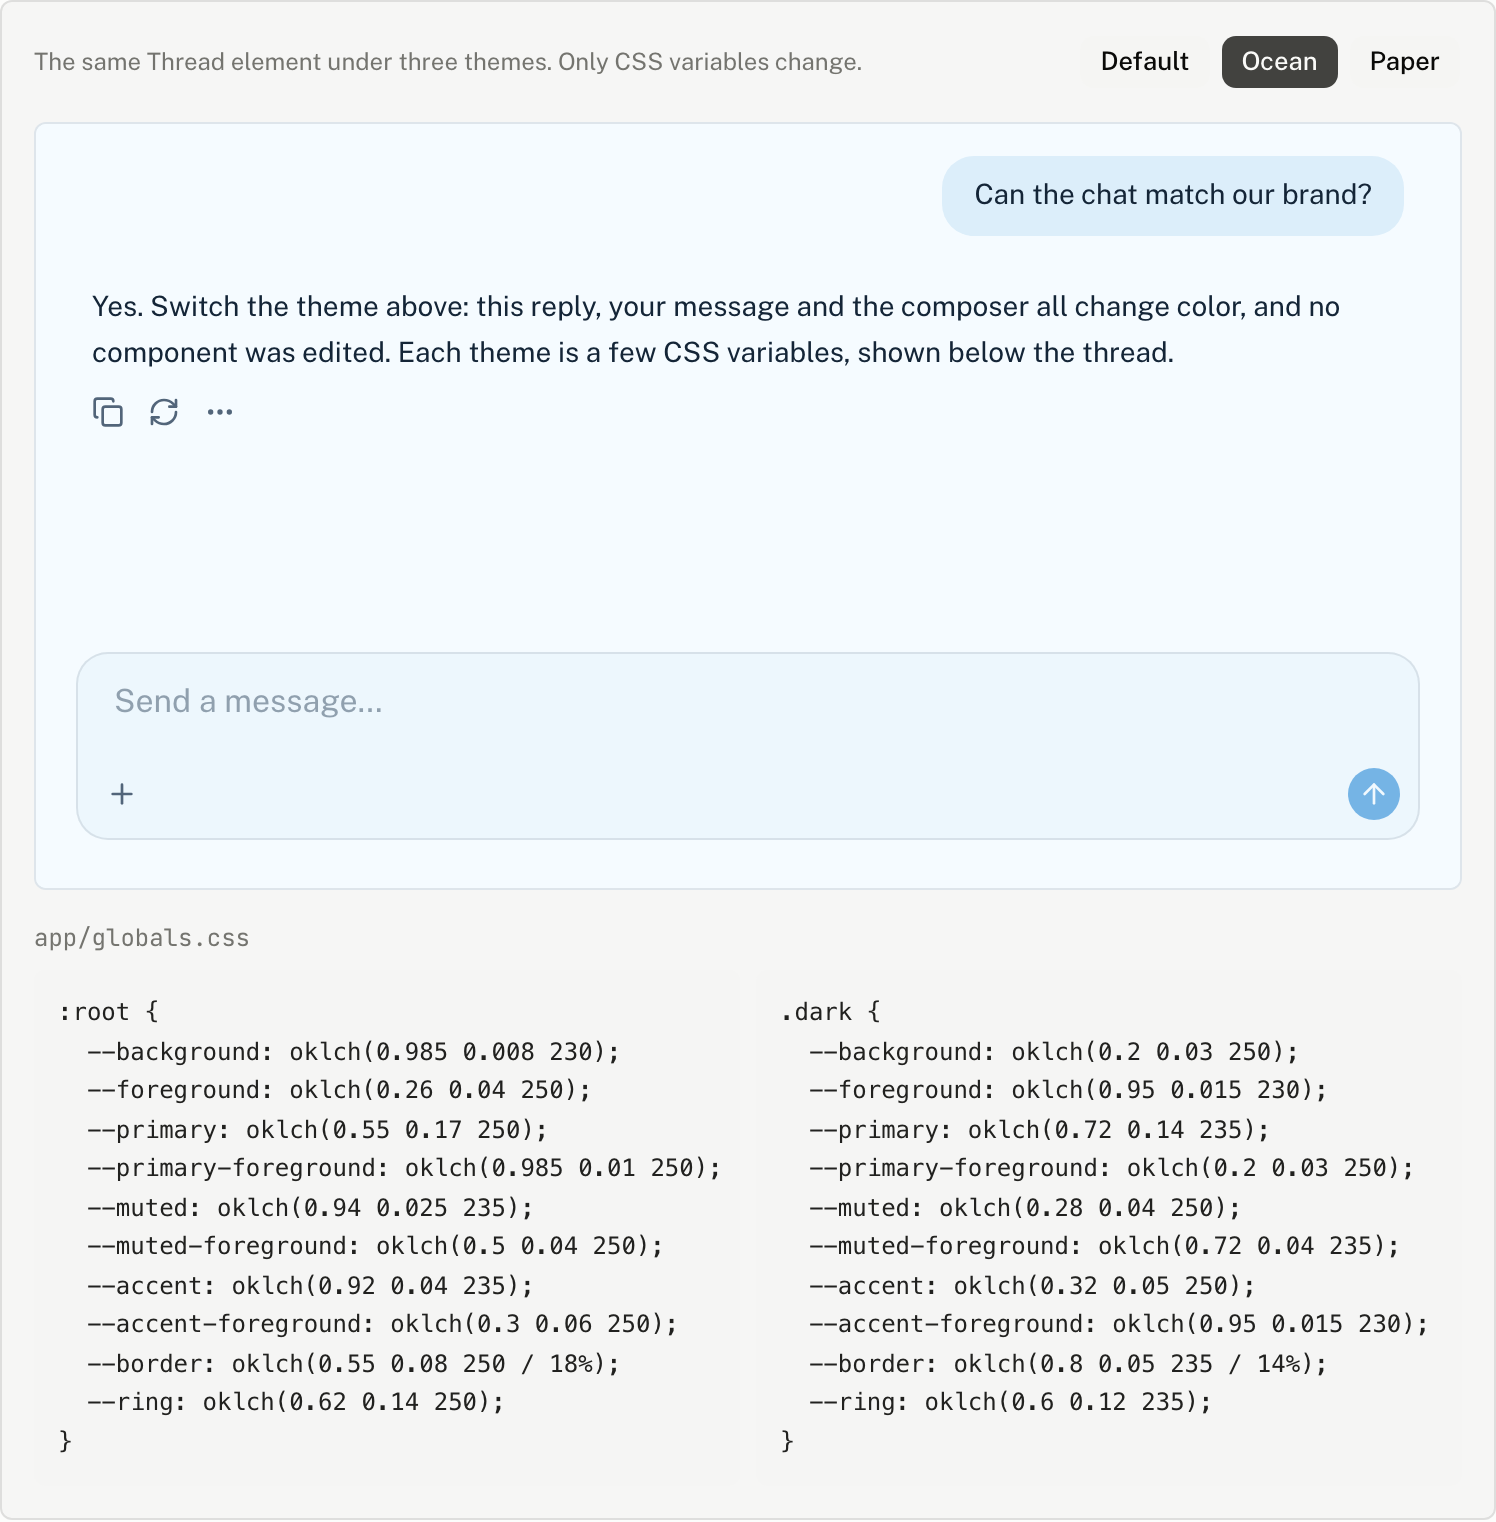 The same Thread element under three themes. Only CSS variables change.
Default
Ocean
Paper
Can the chat match our brand?
Yes. Switch the theme above: this reply, your message and the composer all change color, and no
component was edited. Each theme is a few CSS variables, shown below the thread.
Send a message...
app/globals.css
:root {
  --background: oklch(0.985 0.008 230);
  --foreground: oklch(0.26 0.04 250);
  --primary: oklch(0.55 0.17 250);
  --primary-foreground: oklch(0.985 0.01 250);
  --muted: oklch(0.94 0.025 235);
  --muted-foreground: oklch(0.5 0.04 250);
  --accent: oklch(0.92 0.04 235);
  --accent-foreground: oklch(0.3 0.06 250);
  --border: oklch(0.55 0.08 250 / 18%);
  --ring: oklch(0.62 0.14 250);
}
.dark {
  --background: oklch(0.2 0.03 250);
  --foreground: oklch(0.95 0.015 230);
  --primary: oklch(0.72 0.14 235);
  --primary-foreground: oklch(0.2 0.03 250);
  --muted: oklch(0.28 0.04 250);
  --muted-foreground: oklch(0.72 0.04 235);
  --accent: oklch(0.32 0.05 250);
  --accent-foreground: oklch(0.95 0.015 230);
  --border: oklch(0.8 0.05 235 / 14%);
  --ring: oklch(0.6 0.12 235);
}